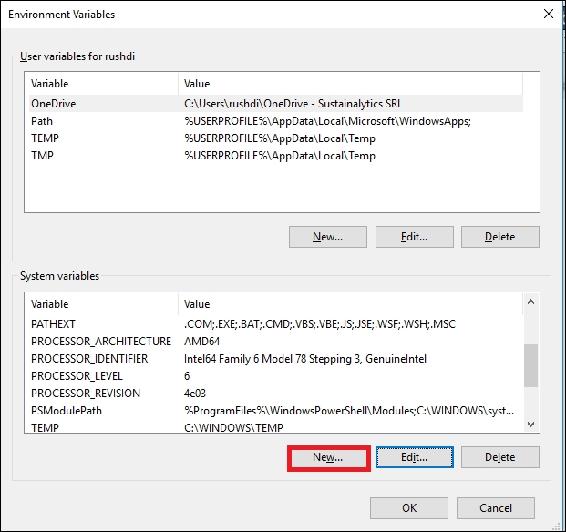 Environment Variables
User variables for rushdi
Variable Value
OneDrive C:\Users\rushdi\OneDrive - Sustainalytics SRL
Path %USERPROFILE%\AppData\Local\Microsoft\WindowsApps;
TEMP %USERPROFILE%\AppData\Local\Temp
TMP %USERPROFILE%\AppData\Local\Temp
New... Edit... Delete
System variables
Variable Value
PATHEXT .COM;.EXE;.BAT;.CMD;.VBS;.VBE;.JS;.JSE;.WSF;.WSH;.MSC
PROCESSOR_ARCHITECTURE AMD64
PROCESSOR_IDENTIFIER Intel64 Family 6 Model 78 Stepping 3, GenuineIntel
PROCESSOR_LEVEL 6
PROCESSOR_REVISION 4e03
PSModulePath %ProgramFiles%\WindowsPowerShell\Modules;C:\WINDOWS\syst...
TEMP C:\WINDOWS\TEMP
New... Edit... Delete
OK Cancel